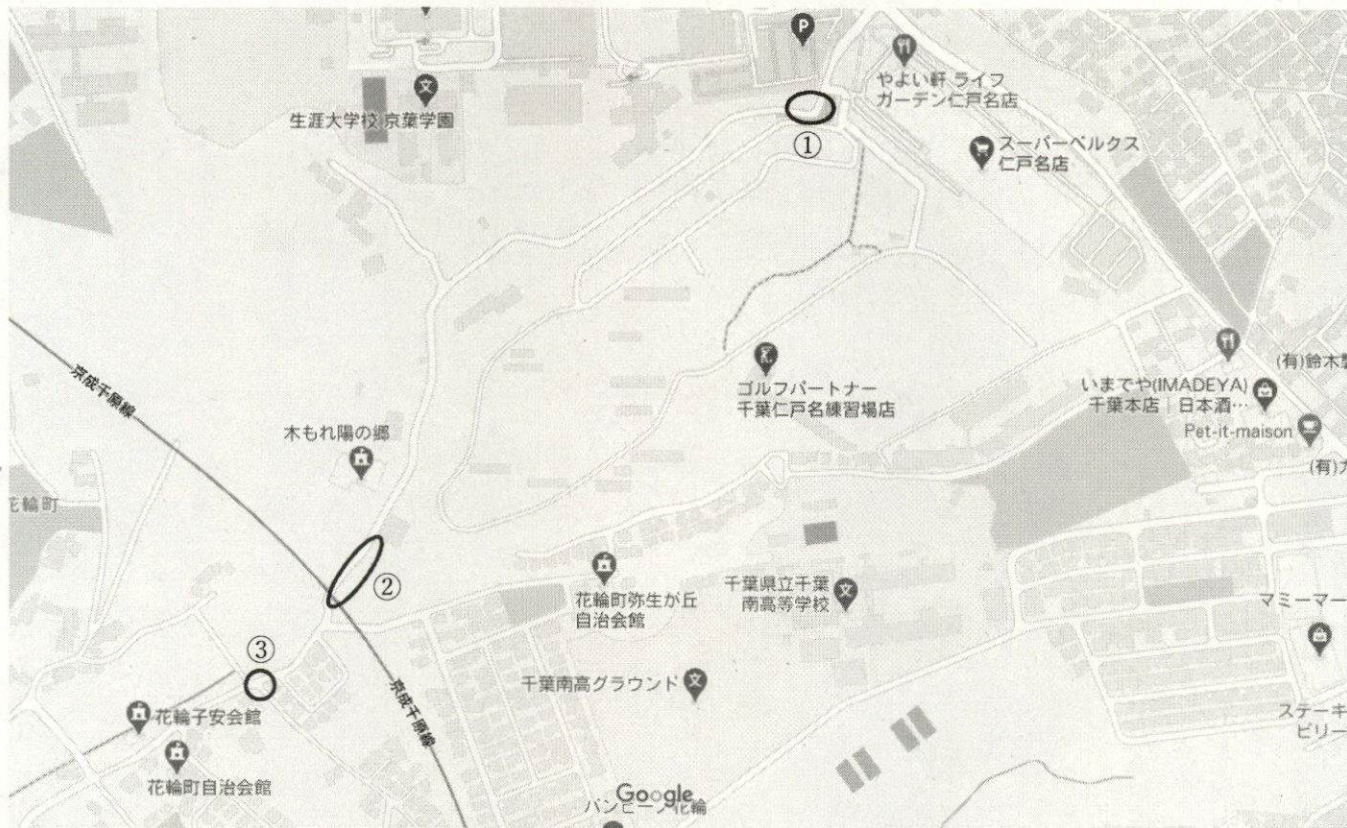 やよい軒 ライフ
ガーデン仁戸名店
生涯大学校 京葉学園
①
スーパーベルクス
仁戸名店
京成千原線
ゴルフパートナー
千葉仁戸名練習場店
(有)鈴木
いまでや(IMADEYA)
千葉本店｜日本酒…
Pet-it-maison
(有)
木もれ陽の郷
花輪町
②
花輪町弥生が丘
自治会館
千葉県立千葉
南高等学校
マミーマー
③
千葉南高グラウンド
京成千原線
花輪子安会館
ステーキ
ビリー
花輪町自治会館
Google
花輪